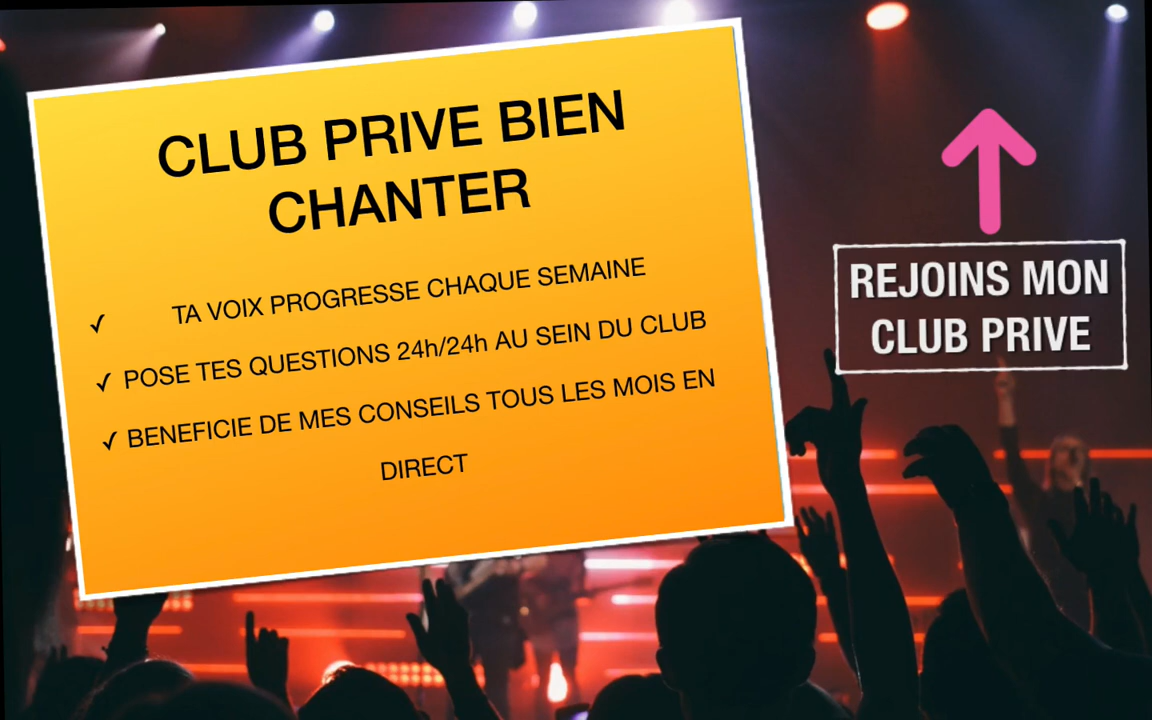 CLUB PRIVE BIEN
CHANTER
✓ TA VOIX PROGRESSE CHAQUE SEMAINE
✓ POSE TES QUESTIONS 24h/24h AU SEIN DU CLUB
✓ BENEFICIE DE MES CONSEILS TOUS LES MOIS EN
DIRECT
REJOINS MON
CLUB PRIVE